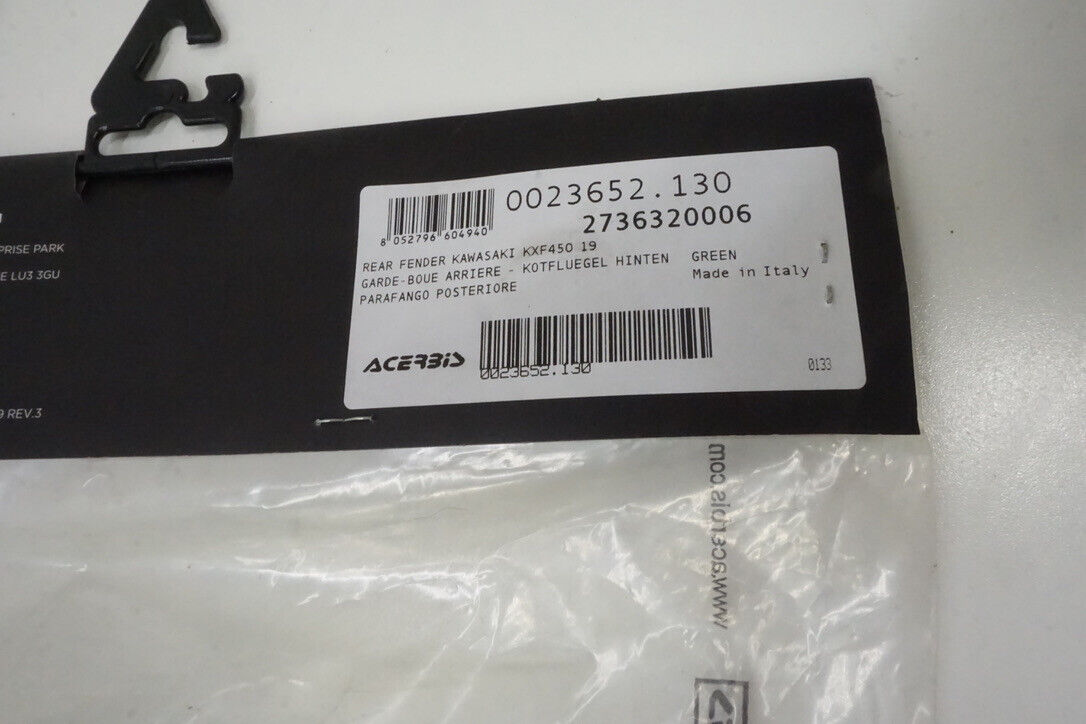 PRISE PARK
E LU3 3GU
9 REV.3
0023652.130
2736320006
8 052796 604940
REAR FENDER KAWASAKI KXF450 19
GARDE-BOUE ARRIERE - KOTFLUEGEL HINTEN GREEN
PARAFANGO POSTERIORE Made in Italy
ACERBIS
0023652.130
0133
www.acerbis.com